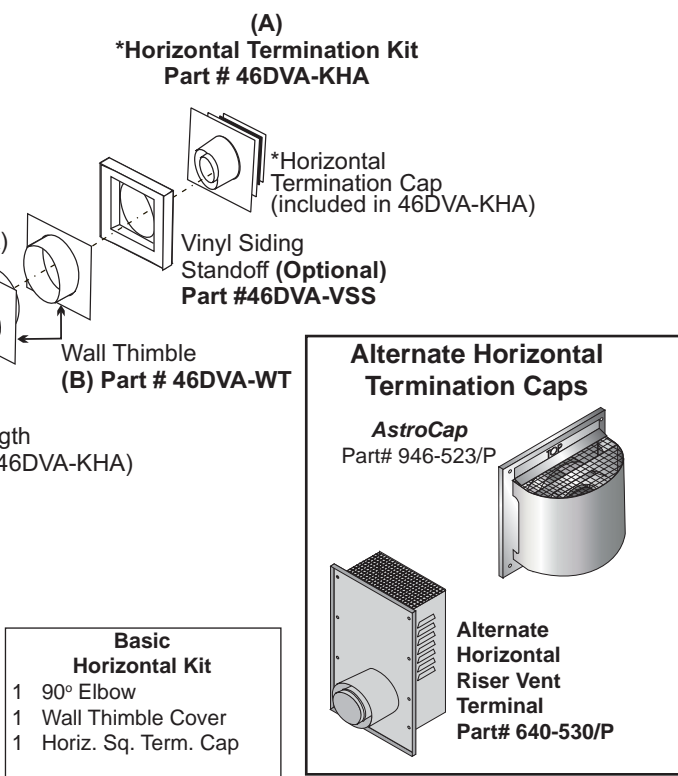 (A)
*Horizontal Termination Kit
Part # 46DVA-KHA
*Horizontal
Termination Cap
(included in 46DVA-KHA)
)
Vinyl Siding
Standoff (Optional)
Part #46DVA-VSS
Wall Thimble
(B) Part # 46DVA-WT
gth
46DVA-KHA)
Alternate Horizontal
Termination Caps
AstroCap
Part# 946-523/P
TOP
Alternate
Horizontal
Riser Vent
Terminal
Part# 640-530/P
Basic
Horizontal Kit
1 90° Elbow
1 Wall Thimble Cover
1 Horiz. Sq. Term. Cap